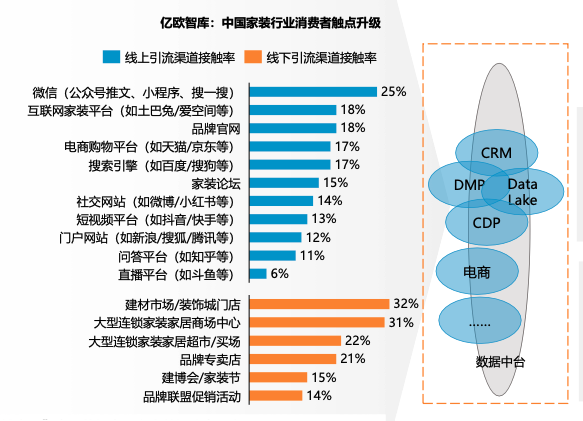 亿欧智库：中国家装行业消费者触点升级
线上引流渠道接触率 线下引流渠道接触率
微信（公众号推文、小程序、搜一搜） 25%
互联网家装平台（如土巴兔/爱空间等） 18%
品牌官网 18%
电商购物平台（如天猫/京东等） 17%
搜索引擎（如百度/搜狗等） 17%
家装论坛 15%
社交网站（如微博/小红书等） 14%
短视频平台（如抖音/快手等） 13%
门户网站（如新浪/搜狐/腾讯等） 12%
问答平台（如知乎等） 11%
直播平台（如斗鱼等） 6%
建材市场/装饰城门店 32%
大型连锁家装家居商场中心 31%
大型连锁家装家居超市/买场 22%
品牌专卖店 21%
建博会/家装节 15%
品牌联盟促销活动 14%
CRM
DMP
Data
Lake
CDP
电商
……
数据中台